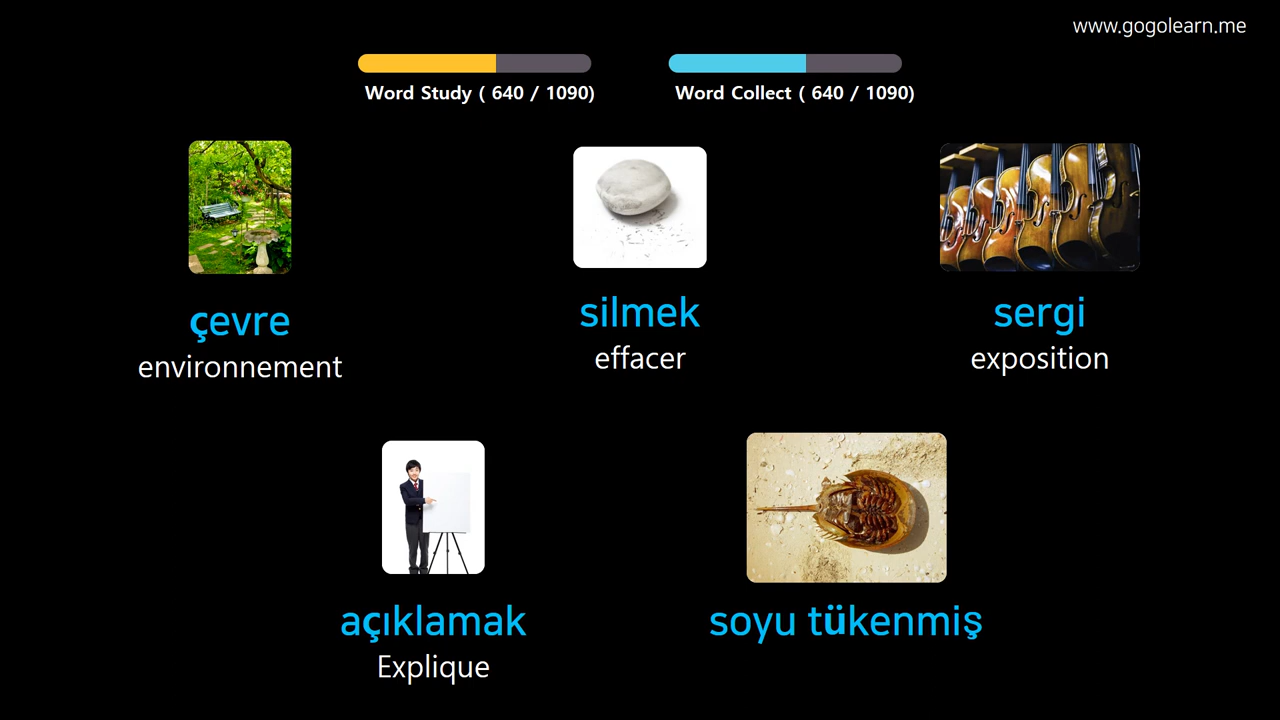 www.gogolearn.me
Word Study ( 640 / 1090)
Word Collect ( 640 / 1090)
çevre
environnement
silmek
effacer
sergi
exposition
açıklamak
Explique
soyu tükenmiş